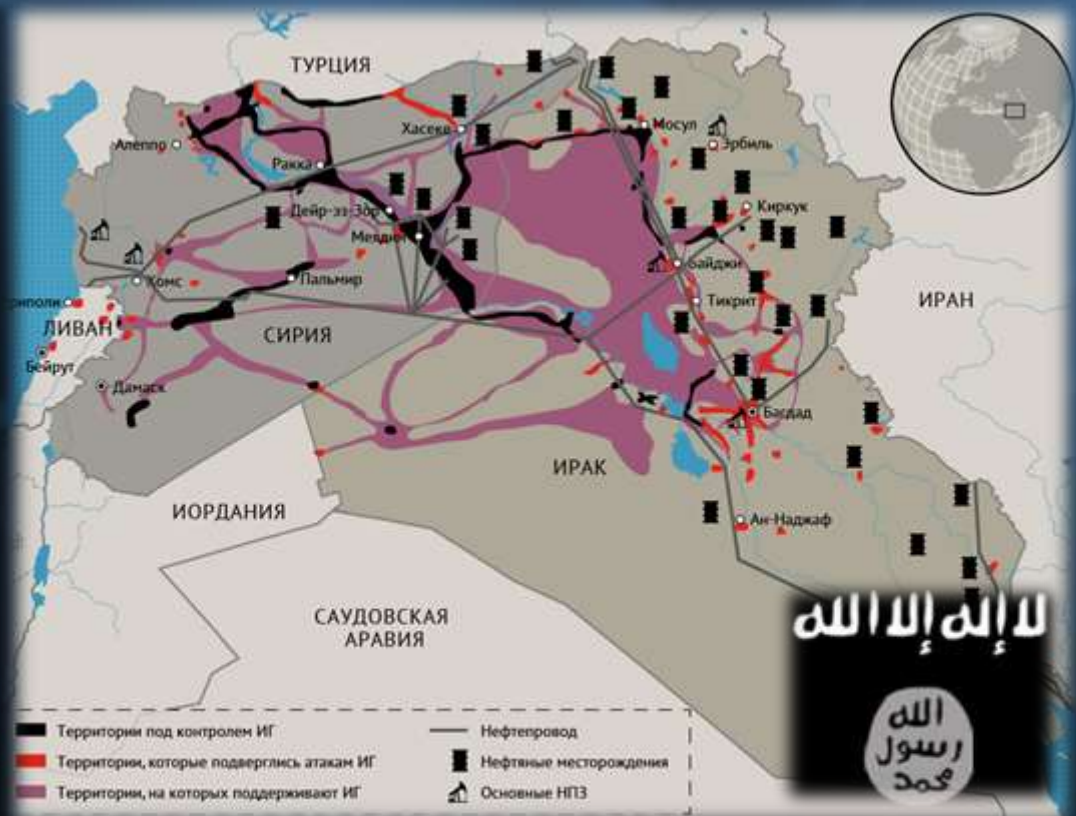 ТУРЦИЯ
Алеппо
Хасеке
Мосул
Эрбиль
Ракка
Дейр-эз-Зор
Меядин
Киркук
Байджи
Хомс
Пальмир
Тикрит
ИРАН
ЛИВАН
СИРИЯ
Бейрут
Дамаск
Багдад
ИРАК
ИОРДАНИЯ
Ан-Наджаф
САУДОВСКАЯ
АРАВИЯ
لا إله إلا الله
الله
رسول
محمد
Территории под контролем ИГ
Территории, которые подверглись атакам ИГ
Территории, на которых поддерживают ИГ
Нефтепровод
Нефтяные месторождения
Основные НПЗ